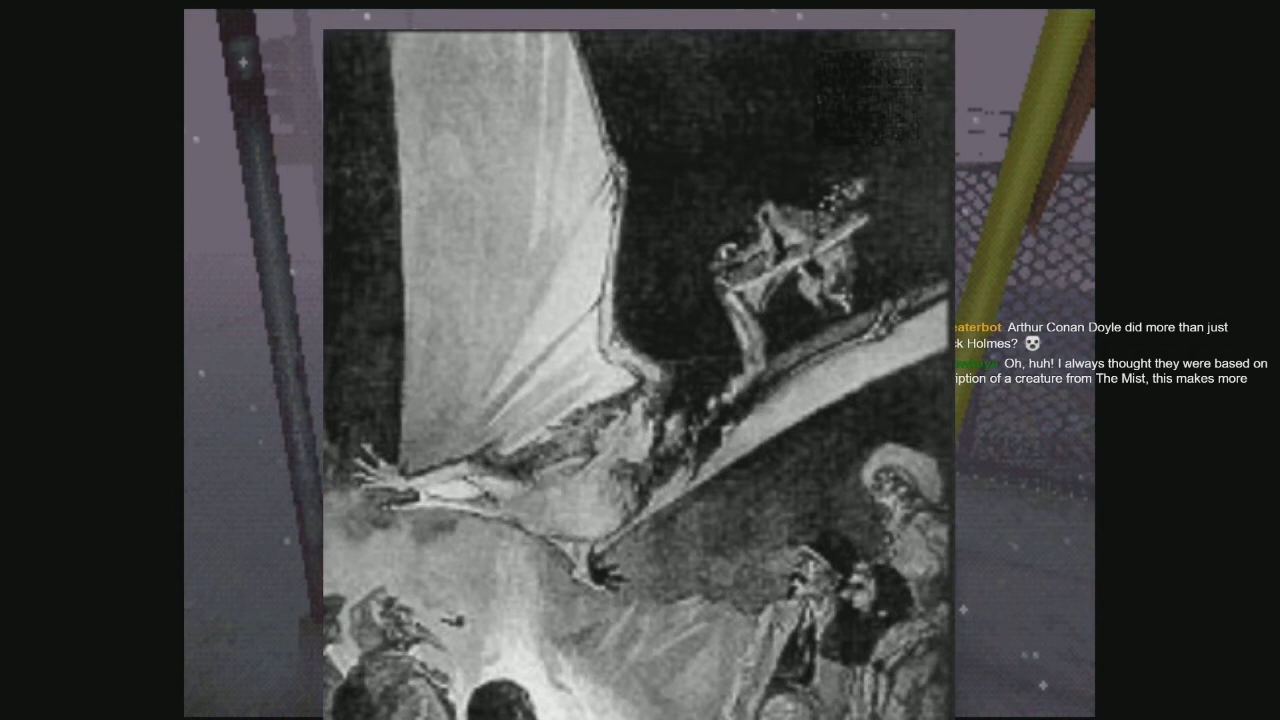 eaterbot Arthur Conan Doyle did more than just
ck Holmes?
Oh, huh! I always thought they were based on
iption of a creature from The Mist, this makes more